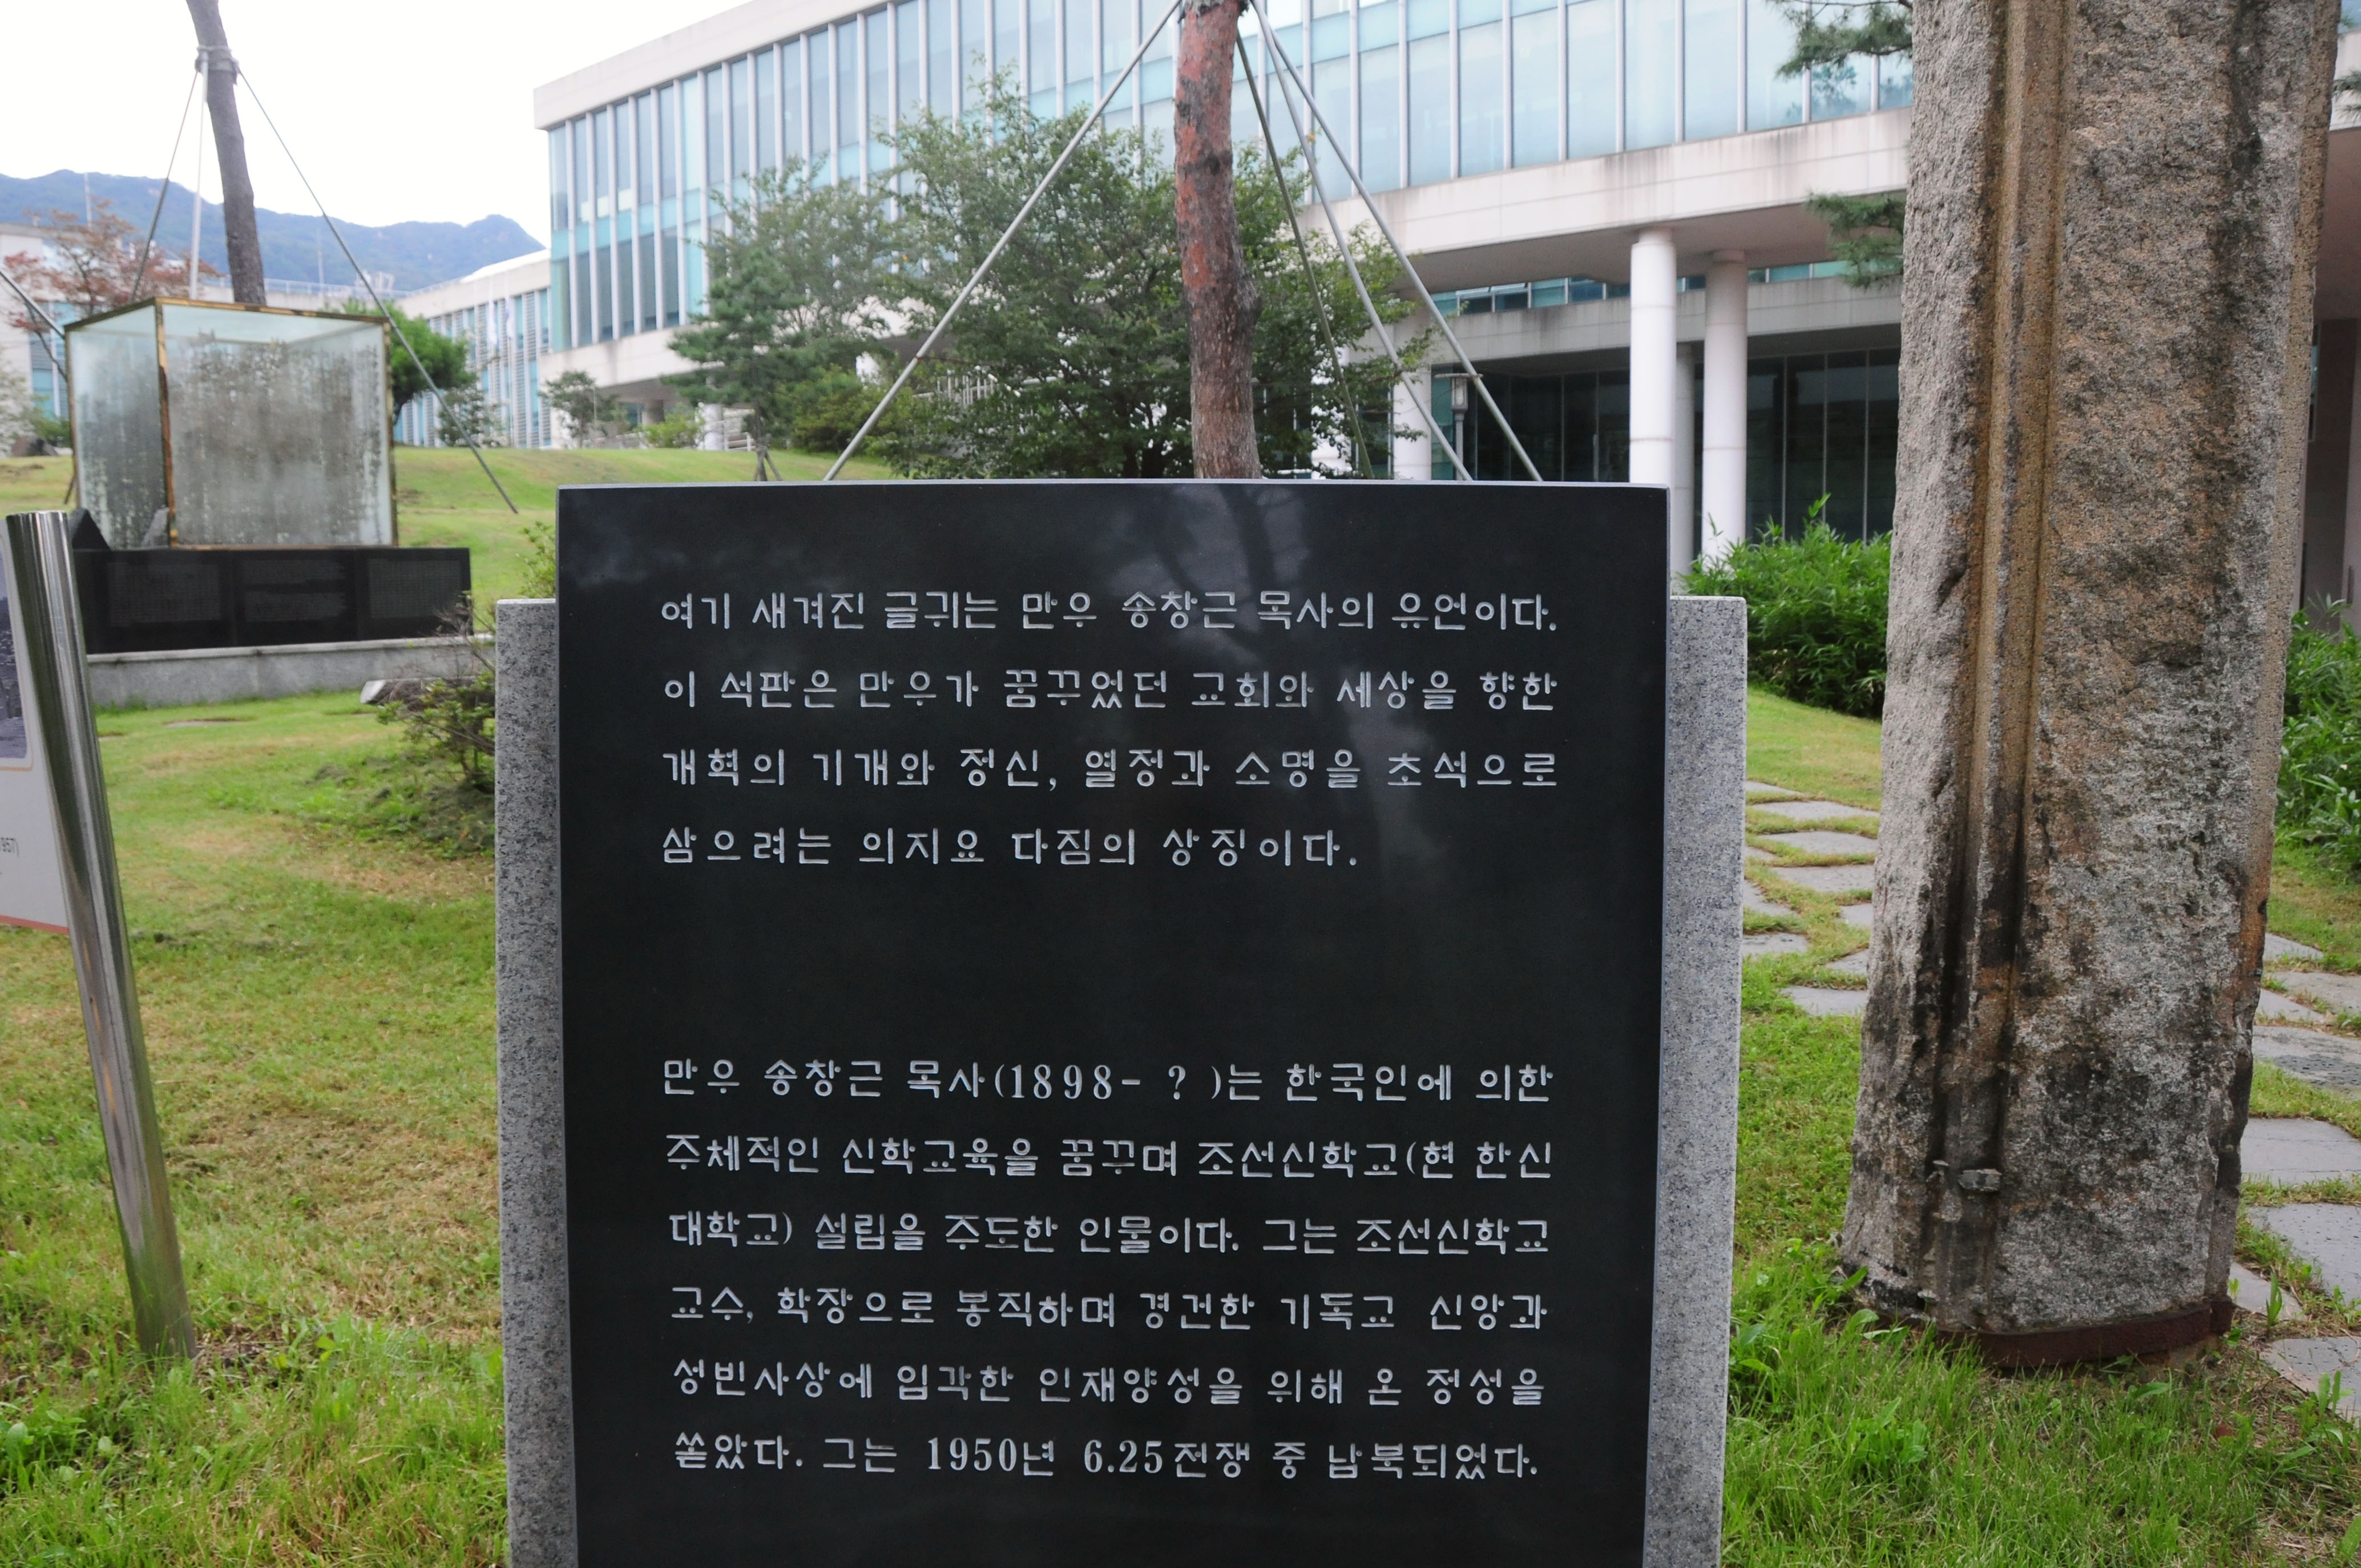 여기 새겨진 글귀는 만우 송창근 목사의 유언이다.
이 석판은 만우가 꿈꾸었던 교회와 세상을 향한
개혁의 기개와 정신, 열정과 소명을 초석으로
삼으려는 의지요 다짐의 상징이다.
만우 송창근 목사(1898- ? )는 한국인에 의한
주체적인 신학교육을 꿈꾸며 조선신학교(현 한신
대학교) 설립을 주도한 인물이다. 그는 조선신학교
교수, 학장으로 봉직하며 경건한 기독교 신앙과
성빈사상에 입각한 인재양성을 위해 온 정성을
쏟았다. 그는 1950년 6.25전쟁 중 납북되었다.
957)